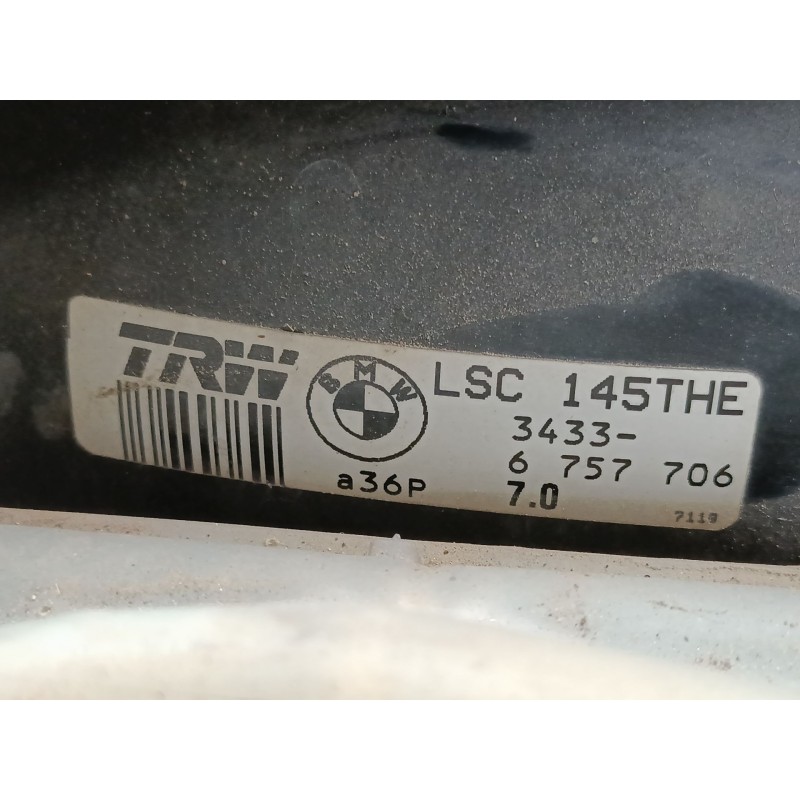 TRW
BMW
LSC 145THE
3433-
6 757 706
a36P
7.0
7119